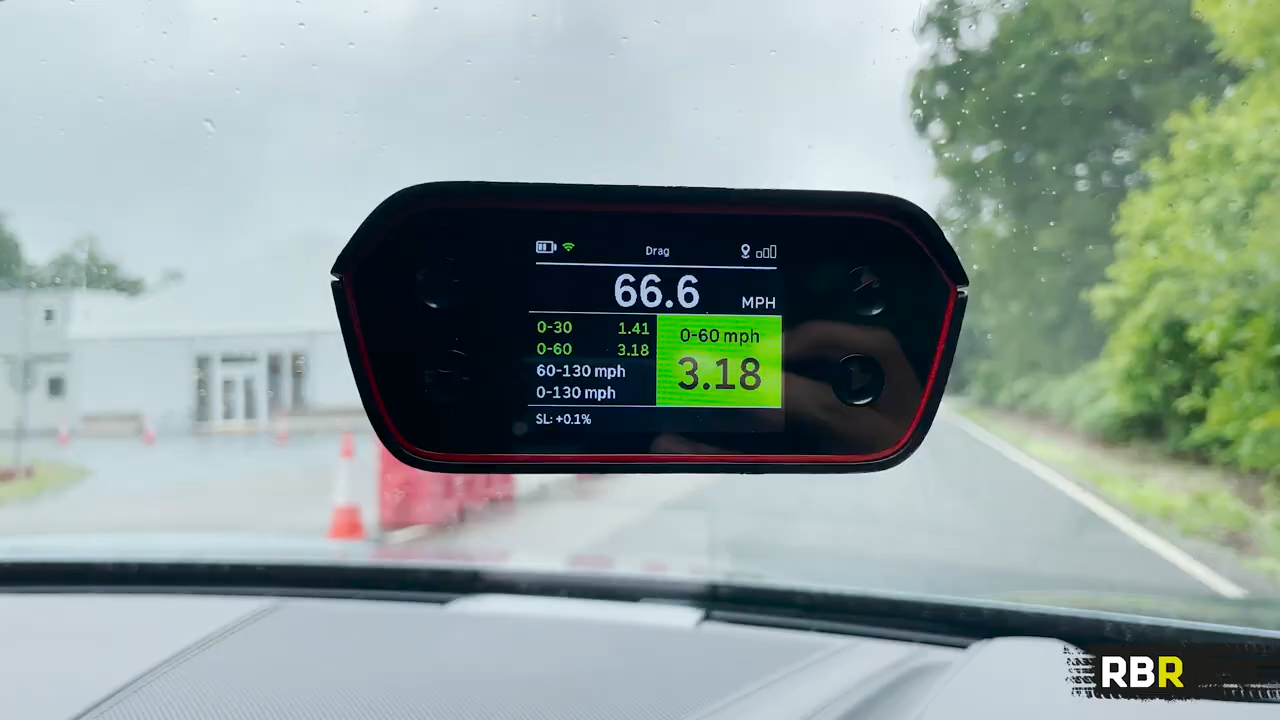 Drag
66.6 MPH
0-30 1.41
0-60 3.18
60-130 mph
0-130 mph
0-60 mph
3.18
SL: +0.1%
RBR